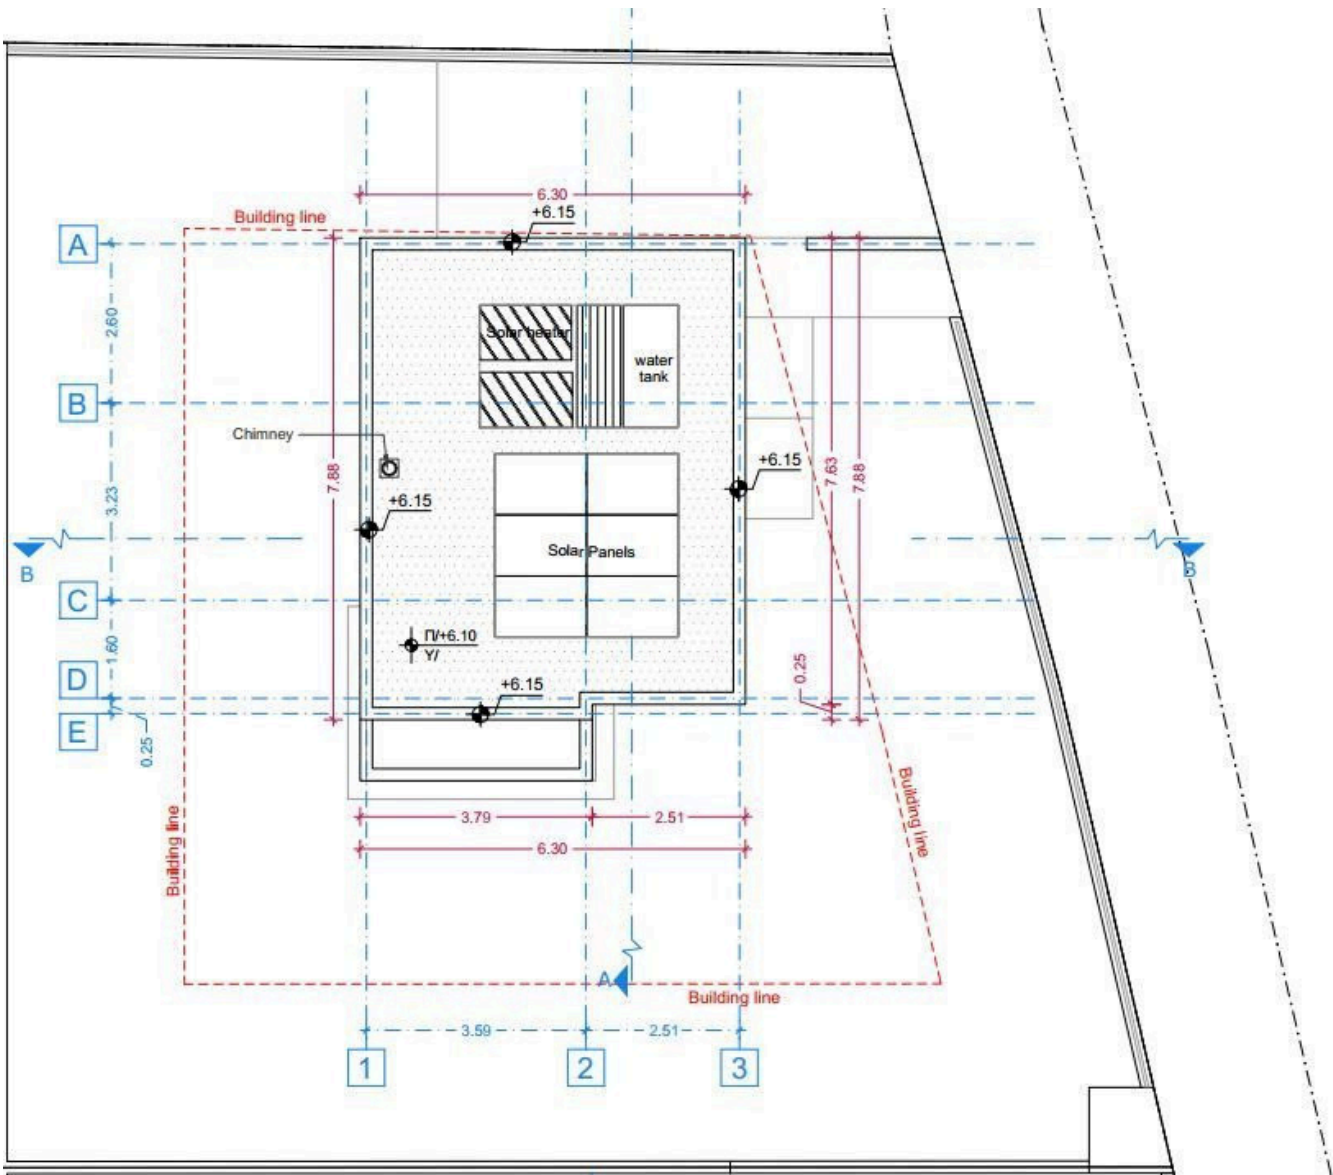 6.30
Building line
+6.15
A
2.60
Solar heater
water
tank
B
Chimney
3.23
7.88
+6.15
+6.15
7.63
7.88
Solar Panels
B
B
C
1.60
Π/+6.10
Υ/
+6.15
D
E
0.25
0.25
3.79
2.51
6.30
Building line
Building line
A
Building line
3.59
2.51
1
2
3